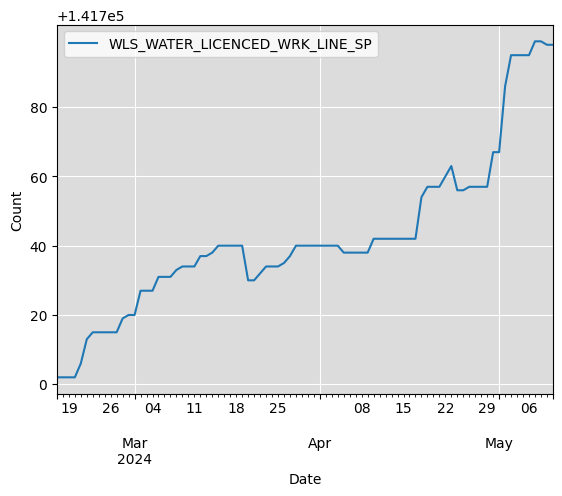 +1.417e5
WLS_WATER_LICENCED_WRK_LINE_SP
80
60
40
20
0
Count
19 26 04 11 18 25 08 15 22 29 06
Mar Apr May
2024
Date